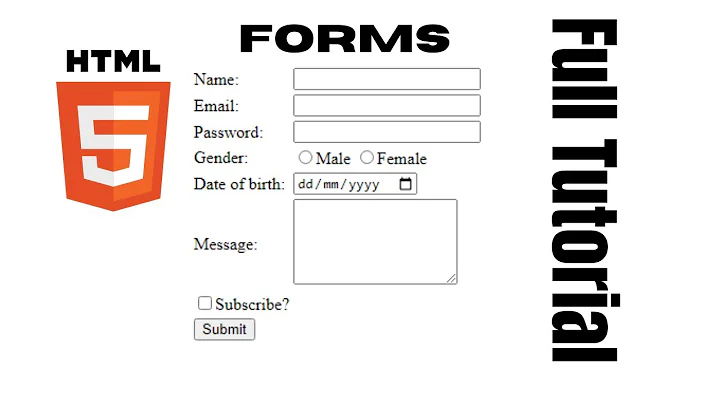 FORMS
HTML
5
Name:
Email:
Password:
Gender: Male Female
Date of birth: dd/mm/yyyy
Message:
Subscribe?
Submit
Full Tutorial